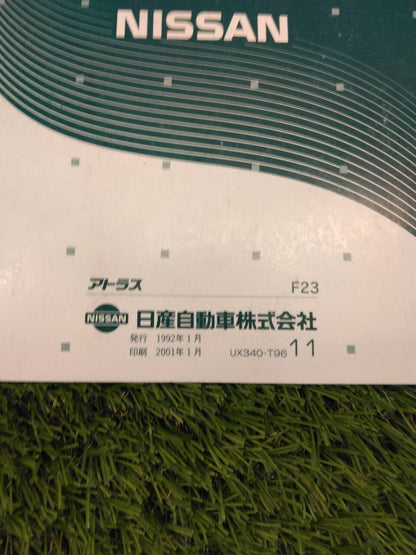 NISSAN
アトラス F23
NISSAN 日産自動車株式会社
発行 1992年1月
印刷 2001年1月 UX340-T96 11